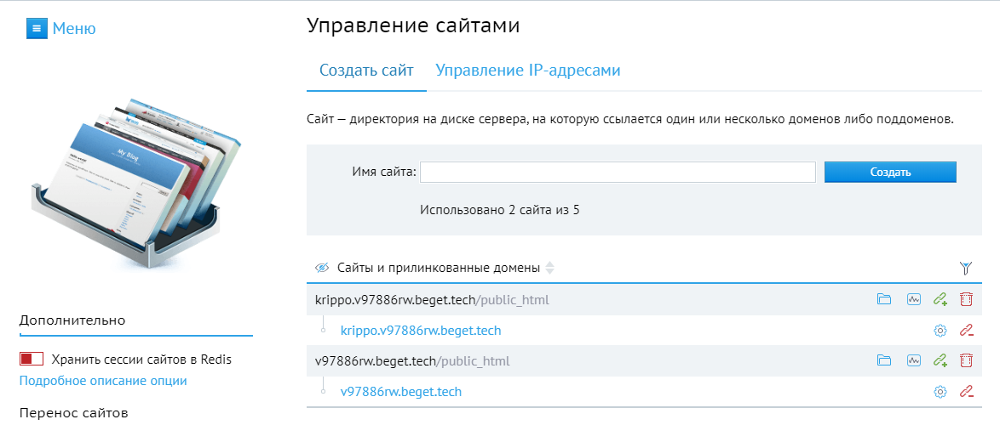 Меню
Управление сайтами
Создать сайт Управление IP-адресами
Сайт — директория на диске сервера, на которую ссылается один или несколько доменов либо поддоменов.
Имя сайта: Создать
Использовано 2 сайта из 5
My Blog
Сайты и прилинкованные домены
krippo.v97886rw.beget.tech/public_html
krippo.v97886rw.beget.tech
v97886rw.beget.tech/public_html
v97886rw.beget.tech
Дополнительно
Хранить сессии сайтов в Redis
Подробное описание опции
Перенос сайтов